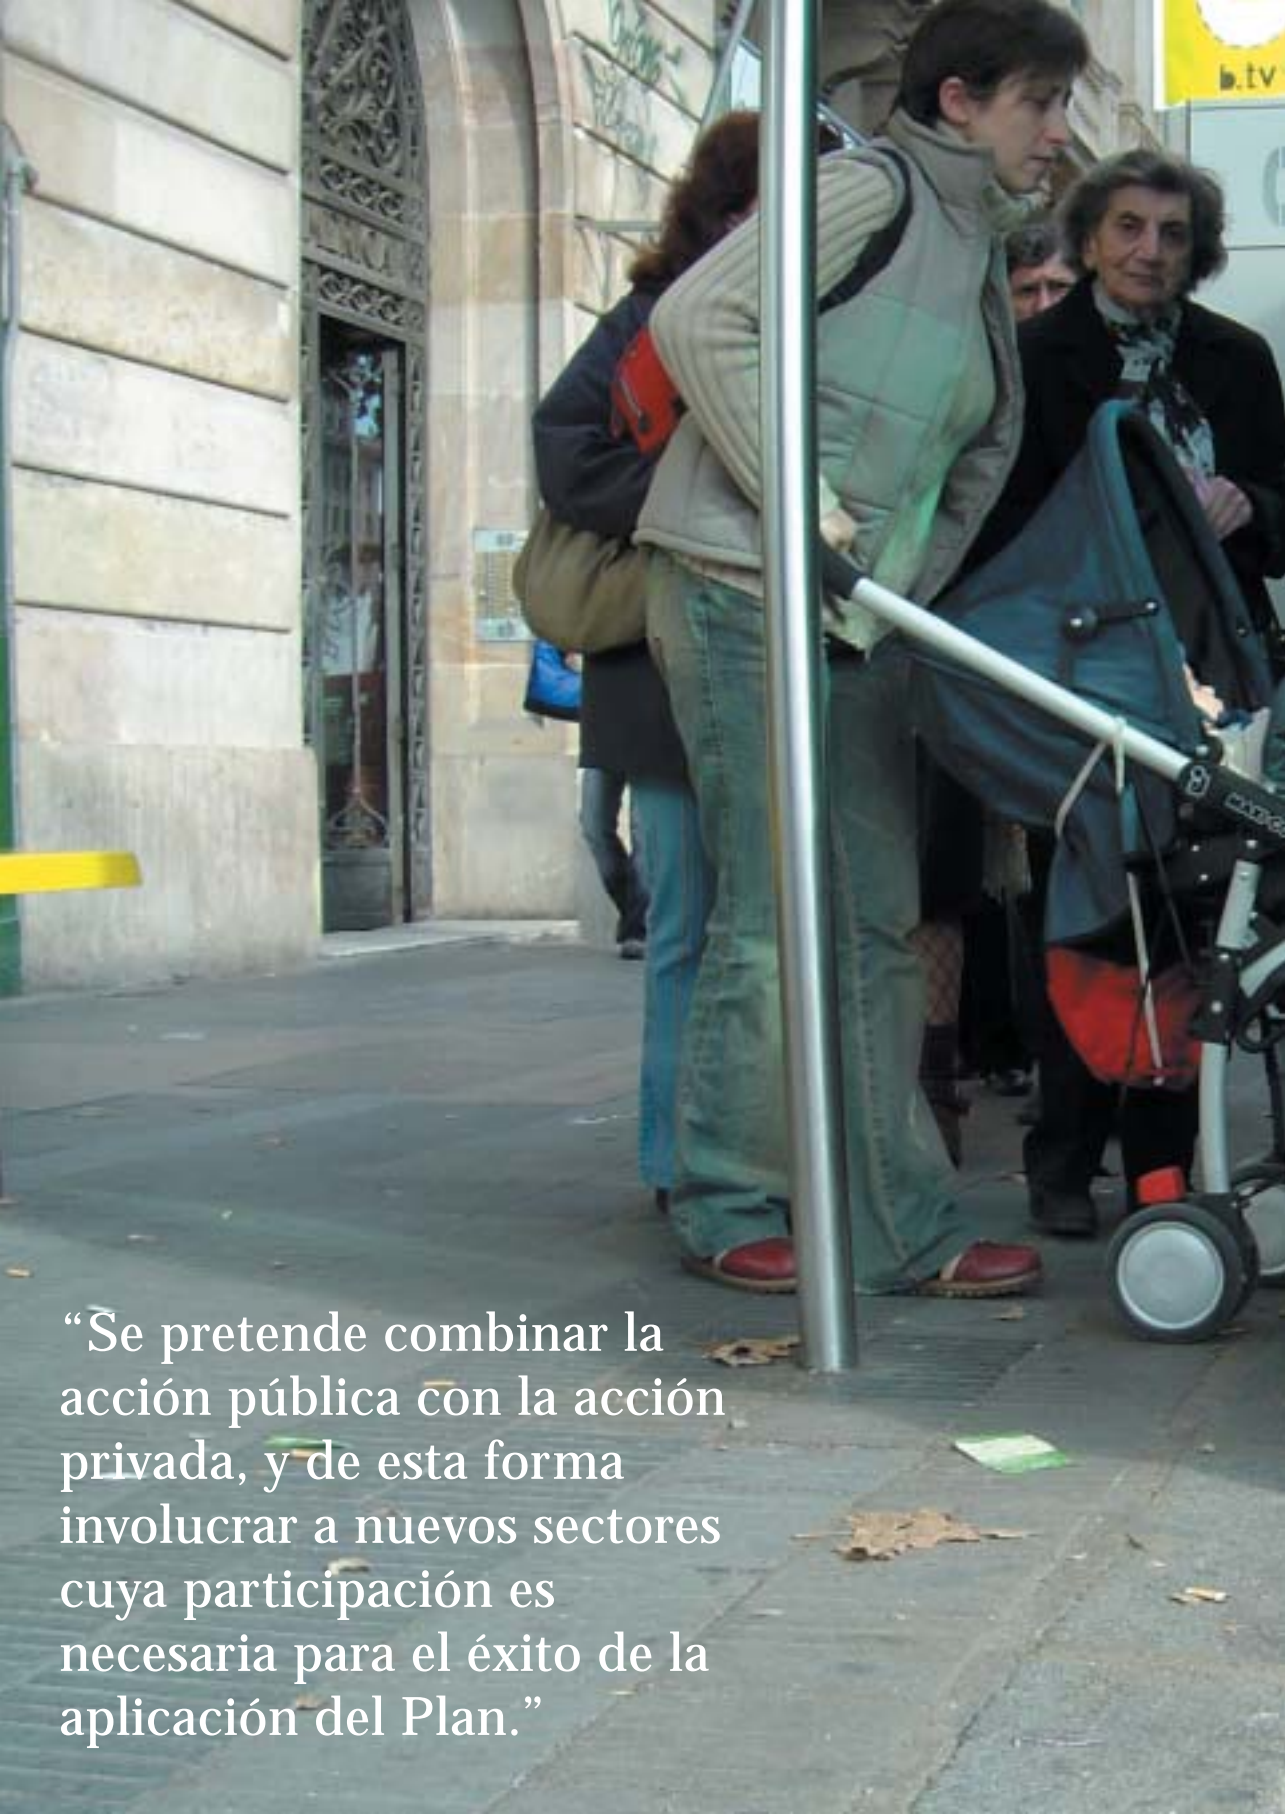 b.tv
“Se pretende combinar la
acción pública con la acción
privada, y de esta forma
involucrar a nuevos sectores
cuya participación es
necesaria para el éxito de la
aplicación del Plan.”